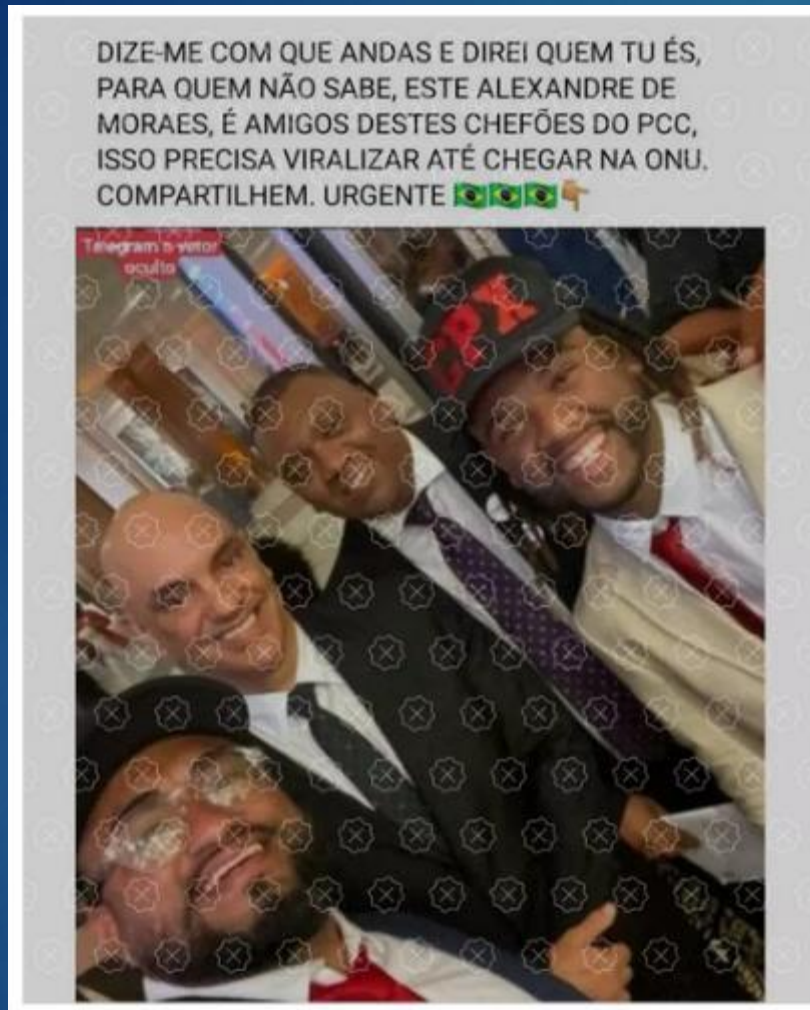 DIZE-ME COM QUE ANDAS E DIREI QUEM TU ÉS,
PARA QUEM NÃO SABE, ESTE ALEXANDRE DE
MORAES, É AMIGOS DESTES CHEFÕES DO PCC,
ISSO PRECISA VIRALIZAR ATÉ CHEGAR NA ONU.
COMPARTILHEM. URGENTE 🇧🇷🇧🇷🇧🇷👇🏽
Telegram o vetor
oculto
CPX